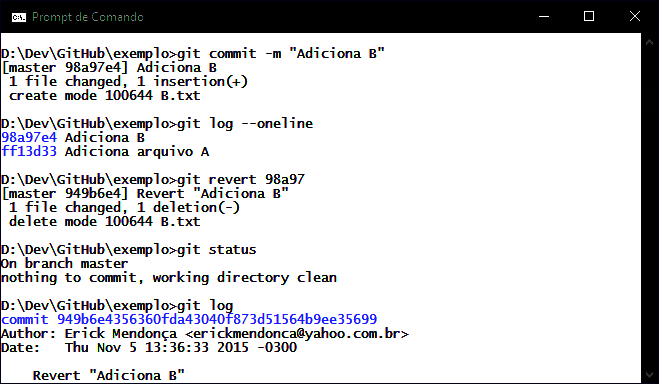 Prompt de Comando
D:\Dev\GitHub\exemplo>git commit -m "Adiciona B"
[master 98a97e4] Adiciona B
 1 file changed, 1 insertion(+)
 create mode 100644 B.txt
D:\Dev\GitHub\exemplo>git log --oneline
98a97e4 Adiciona B
ff13d33 Adiciona arquivo A
D:\Dev\GitHub\exemplo>git revert 98a97
[master 949b6e4] Revert "Adiciona B"
 1 file changed, 1 deletion(-)
 delete mode 100644 B.txt
D:\Dev\GitHub\exemplo>git status
On branch master
nothing to commit, working directory clean
D:\Dev\GitHub\exemplo>git log
commit 949b6e4356360fda43040f873d51564b9ee35699
Author: Erick Mendonça <erickmendonca@yahoo.com.br>
Date:   Thu Nov 5 13:36:33 2015 -0300
    Revert "Adiciona B"